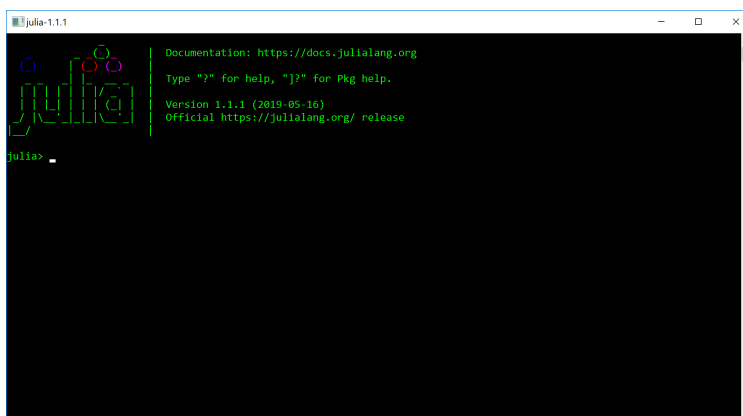 julia-1.1.1
Documentation: https://docs.julialang.org
Type "?" for help, "]?" for Pkg help.
Version 1.1.1 (2019-05-16)
Official https://julialang.org/ release
julia>